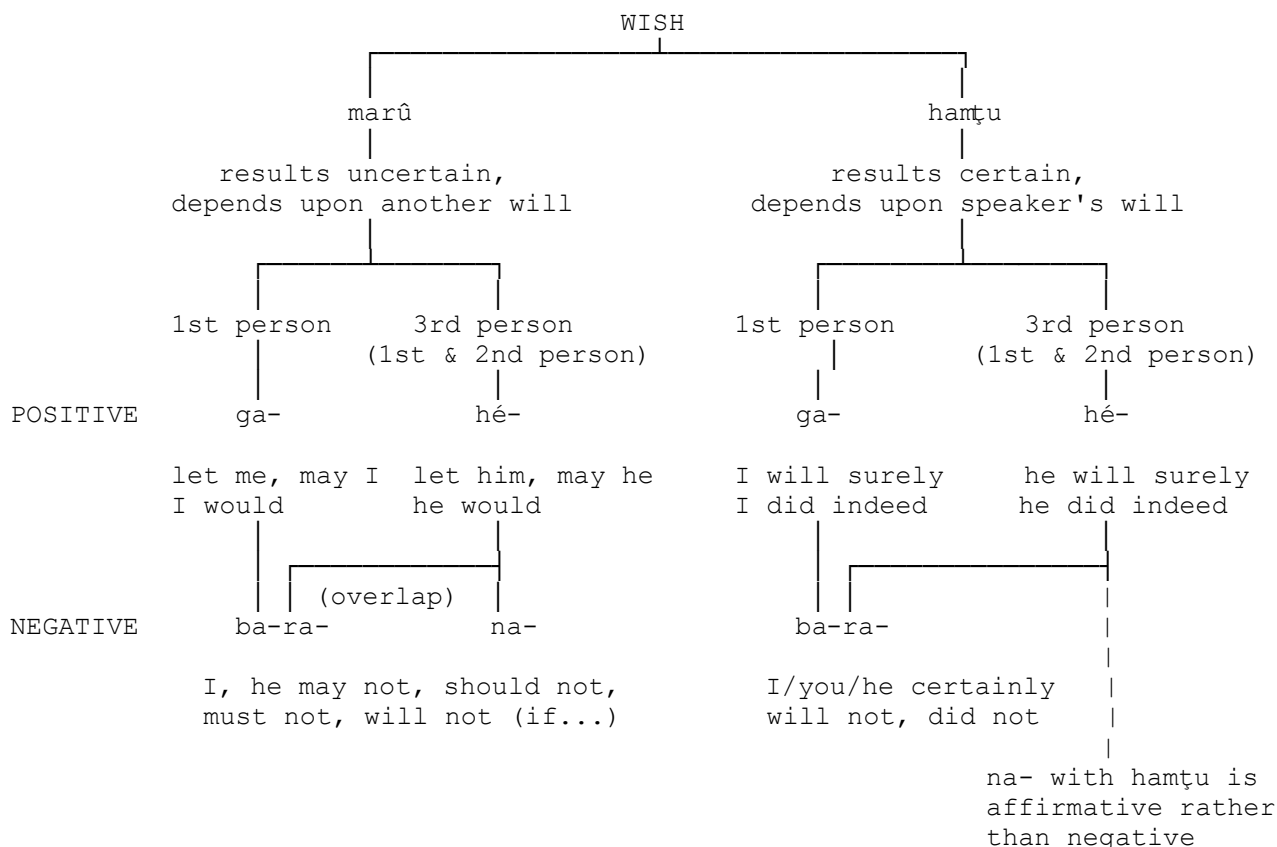 WISH
marû hamţu
results uncertain, results certain,
depends upon another will depends upon speaker's will
1st person 3rd person 1st person 3rd person
(1st & 2nd person) (1st & 2nd person)
POSITIVE ga- hé- ga- hé-
let me, may I let him, may he I will surely he will surely
I would he would I did indeed he did indeed
(overlap)
NEGATIVE ba-ra- na- ba-ra-
I, he may not, should not, I/you/he certainly
must not, will not (if...) will not, did not
na- with hamţu is
affirmative rather
than negative